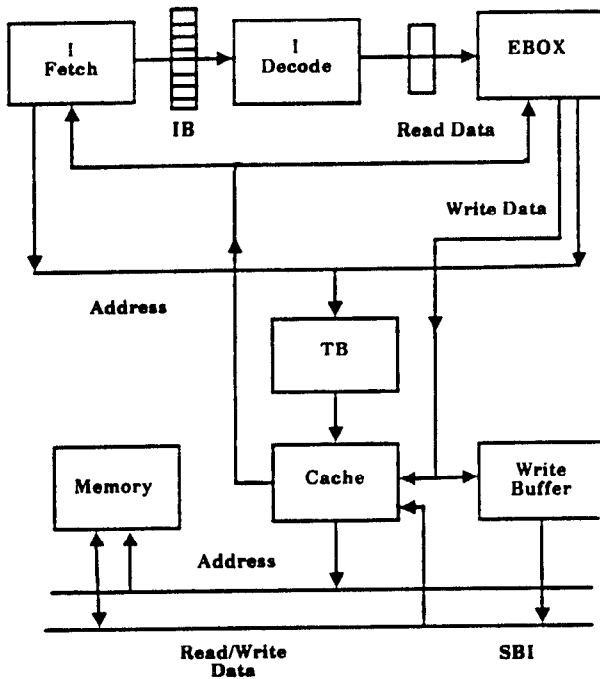 I
Fetch
IB
I
Decode
EBOX
Read Data
Write Data
Address
TB
Memory
Cache
Write
Buffer
Address
Read/Write
Data
SBI